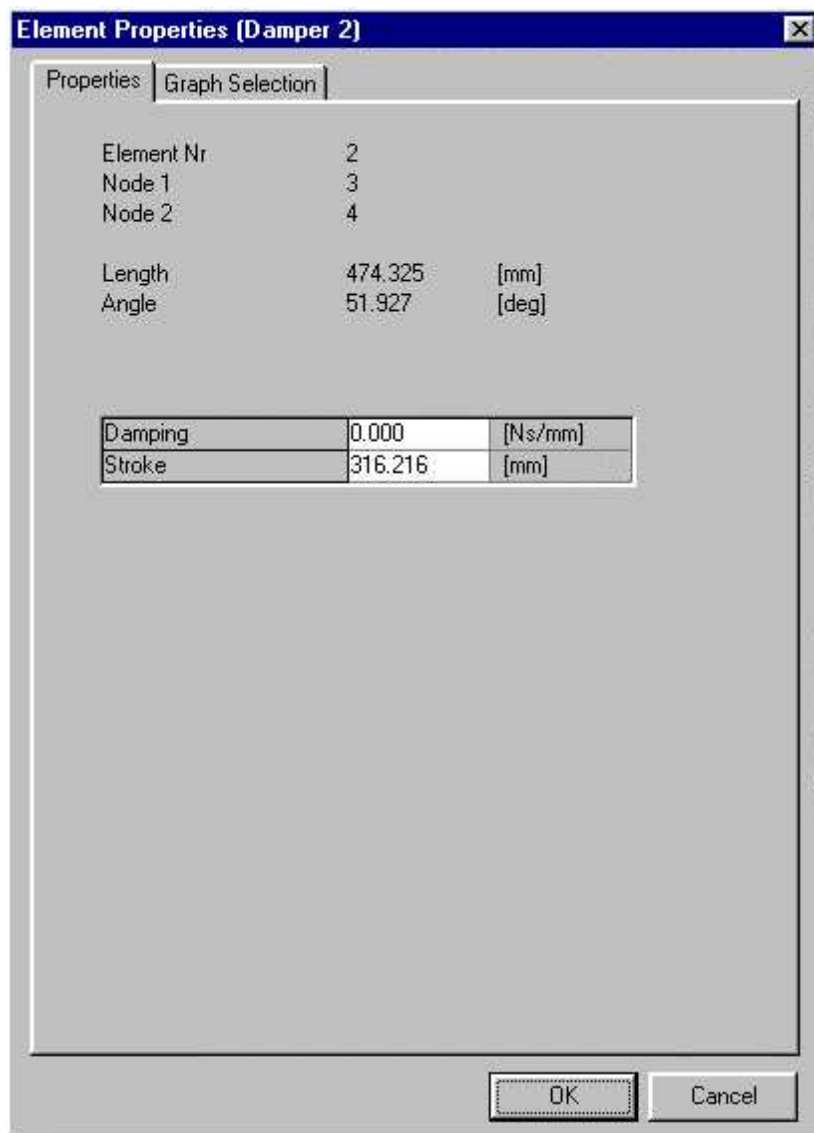 Element Properties (Damper 2)
Properties Graph Selection
Element Nr 2
Node 1 3
Node 2 4
Length 474.325 [mm]
Angle 51.927 [deg]
Damping 0.000 [Ns/mm]
Stroke 316.216 [mm]
OK Cancel